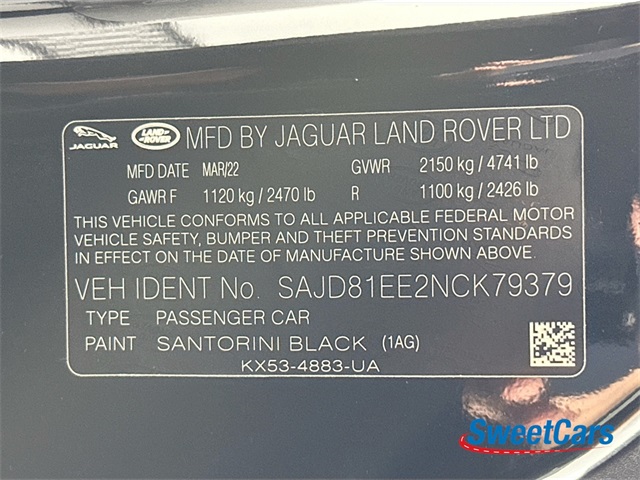 JAGUAR LAND ROVER MFD BY JAGUAR LAND ROVER LTD
MFD DATE MAR/22 GVWR 2150 kg / 4741 lb
GAWR F 1120 kg / 2470 lb R 1100 kg / 2426 lb
THIS VEHICLE CONFORMS TO ALL APPLICABLE FEDERAL MOTOR
VEHICLE SAFETY, BUMPER AND THEFT PREVENTION STANDARDS
IN EFFECT ON THE DATE OF MANUFACTURE SHOWN ABOVE.
VEH IDENT No. SAJD81EE2NCK79379
TYPE PASSENGER CAR
PAINT SANTORINI BLACK (1AG)
KX53-4883-UA
SweetCars